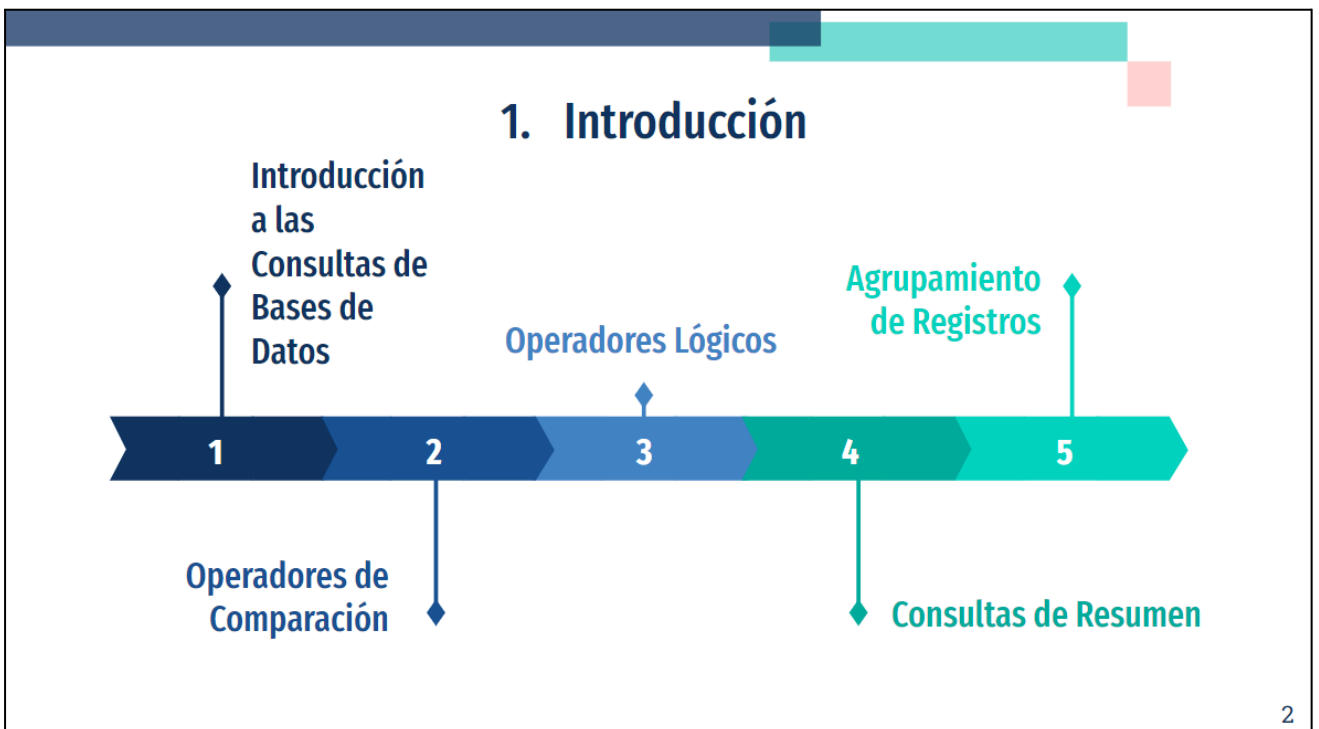 1. Introducción
Introducción
a las
Consultas de
Bases de
Datos
Operadores Lógicos
Agrupamiento
de Registros
1
2
3
4
5
Operadores de
Comparación
Consultas de Resumen
2